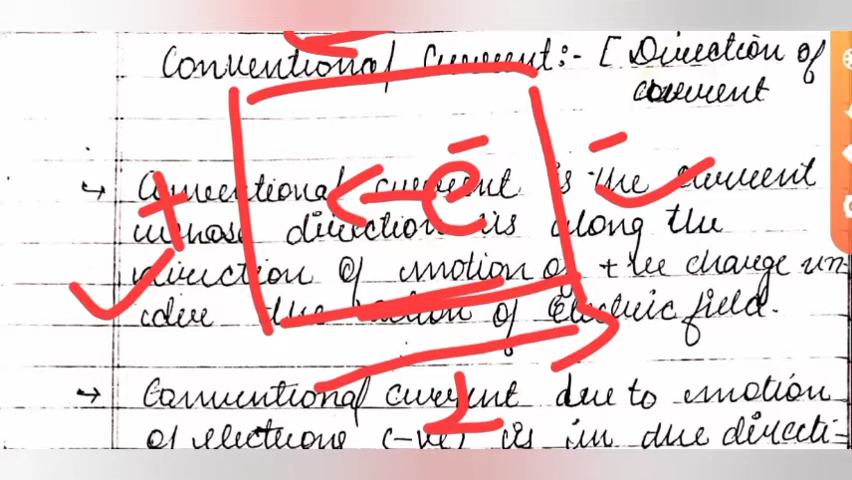 Conventional Current:- [ Direction of
current
↪ Conventional current is the current
whose direction is along the
direction of motion of +ve charge un-
der the action of Electric field.
+ ← e̅ -
I
→ Conventional current due to motion
of electrons (-ve) is in the directi-